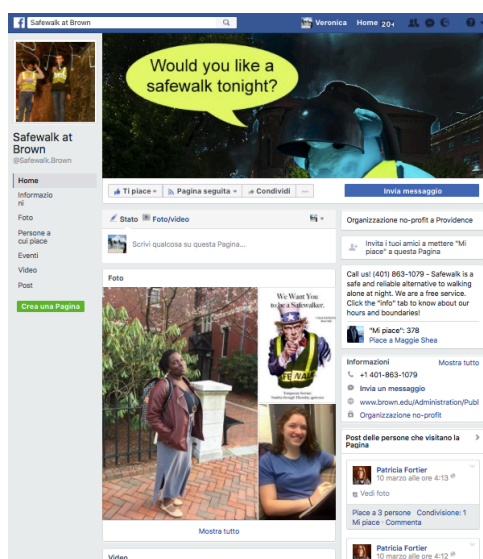 Safewalk at Brown
Veronica
Home 20+
Would you like a
safewalk tonight?
Safewalk at
Brown
@Safewalk.Brown
Home
Informazio
ni
Foto
Persone a
cui piace
Eventi
Video
Post
Crea una Pagina
Ti piace
Pagina seguita
Condividi
Invia messaggio
Stato
Foto/video
Scrivi qualcosa su questa Pagina...
Foto
We Want You
to be a Safewalker.
SAFEWALK
Mostra tutto
Video
Organizzazione no-profit a Providence
Invita i tuoi amici a mettere "Mi
piace" a questa Pagina
Call us! (401) 863-1079 - Safewalk is a
safe and reliable alternative to walking
alone at night. We are a free service.
Click the "info" tab to know about our
hours and boundaries!
"Mi piace": 378
Piace a Maggie Shea
Informazioni
Mostra tutto
+1 401-863-1079
Invia un messaggio
www.brown.edu/Administration/Publ
Organizzazione no-profit
Post delle persone che visitano la
Pagina
Patricia Fortier
10 marzo alle ore 4:13
Vedi foto
Piace a 3 persone · Condivisione: 1
Mi piace · Commenta
Patricia Fortier
10 marzo alle ore 4:12